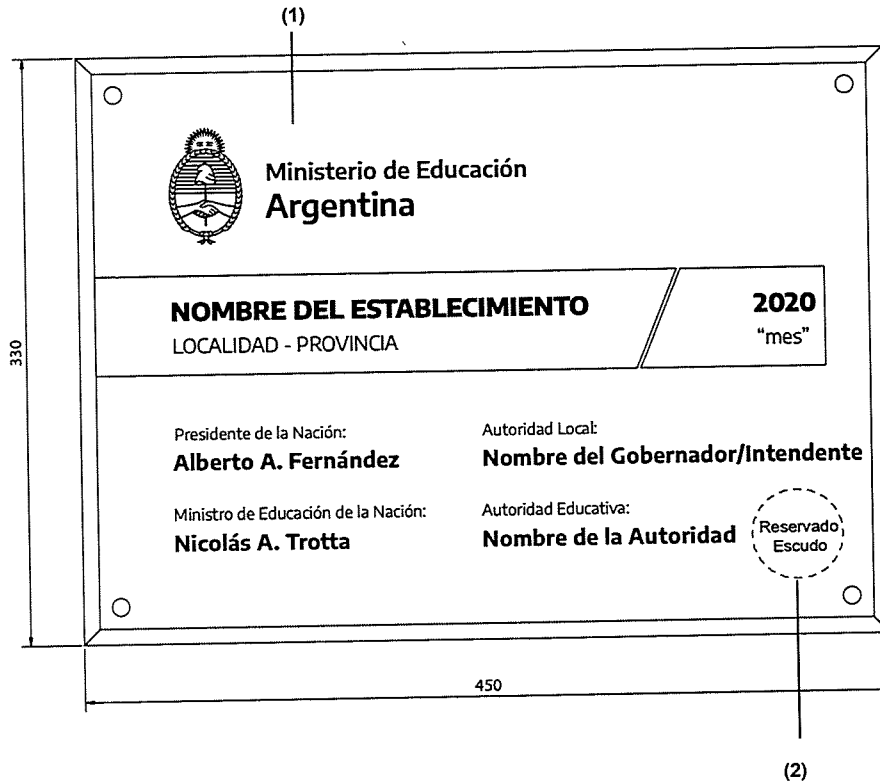 (1)
Ministerio de Educación
Argentina
330
NOMBRE DEL ESTABLECIMIENTO
LOCALIDAD - PROVINCIA
2020
“mes”
Presidente de la Nación:
Alberto A. Fernández
Autoridad Local:
Nombre del Gobernador/Intendente
Ministro de Educación de la Nación:
Nicolás A. Trotta
Autoridad Educativa:
Nombre de la Autoridad
Reservado
Escudo
450
(2)